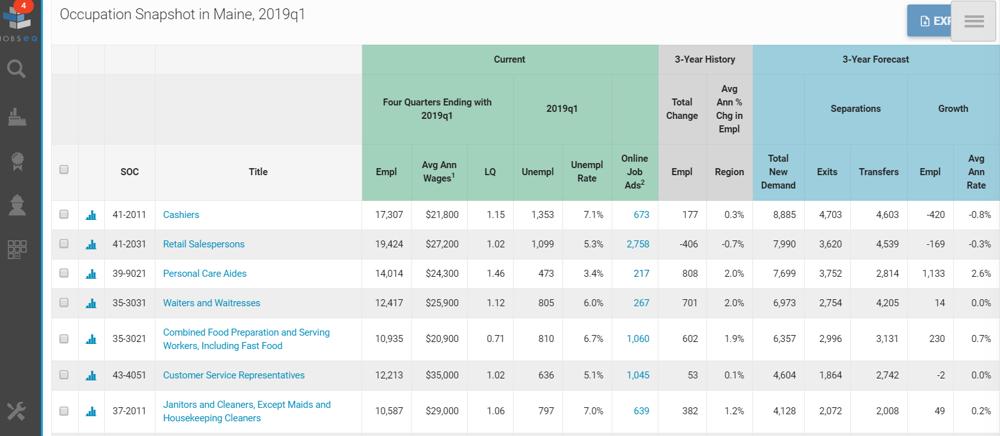 4
JOBS EQ
Occupation Snapshot in Maine, 2019q1
EXP
Current 3-Year History 3-Year Forecast
Four Quarters Ending with 2019q1 2019q1 Total Change Avg Ann % Chg in Empl Separations Growth
SOC Title Empl Avg Ann Wages1 LQ Unempl Unempl Rate Online Job Ads2 Empl Region Total New Demand Exits Transfers Empl Avg Ann Rate
41-2011 Cashiers 17,307 $21,800 1.15 1,353 7.1% 673 177 0.3% 8,885 4,703 4,603 -420 -0.8%
41-2031 Retail Salespersons 19,424 $27,200 1.02 1,099 5.3% 2,758 -406 -0.7% 7,990 3,620 4,539 -169 -0.3%
39-9021 Personal Care Aides 14,014 $24,300 1.46 473 3.4% 217 808 2.0% 7,699 3,752 2,814 1,133 2.6%
35-3031 Waiters and Waitresses 12,417 $25,900 1.12 805 6.0% 267 701 2.0% 6,973 2,754 4,205 14 0.0%
35-3021 Combined Food Preparation and Serving Workers, Including Fast Food 10,935 $20,900 0.71 810 6.7% 1,060 602 1.9% 6,357 2,996 3,131 230 0.7%
43-4051 Customer Service Representatives 12,213 $35,000 1.02 636 5.1% 1,045 53 0.1% 4,604 1,864 2,742 -2 0.0%
37-2011 Janitors and Cleaners, Except Maids and Housekeeping Cleaners 10,587 $29,000 1.06 797 7.0% 639 382 1.2% 4,128 2,072 2,008 49 0.2%